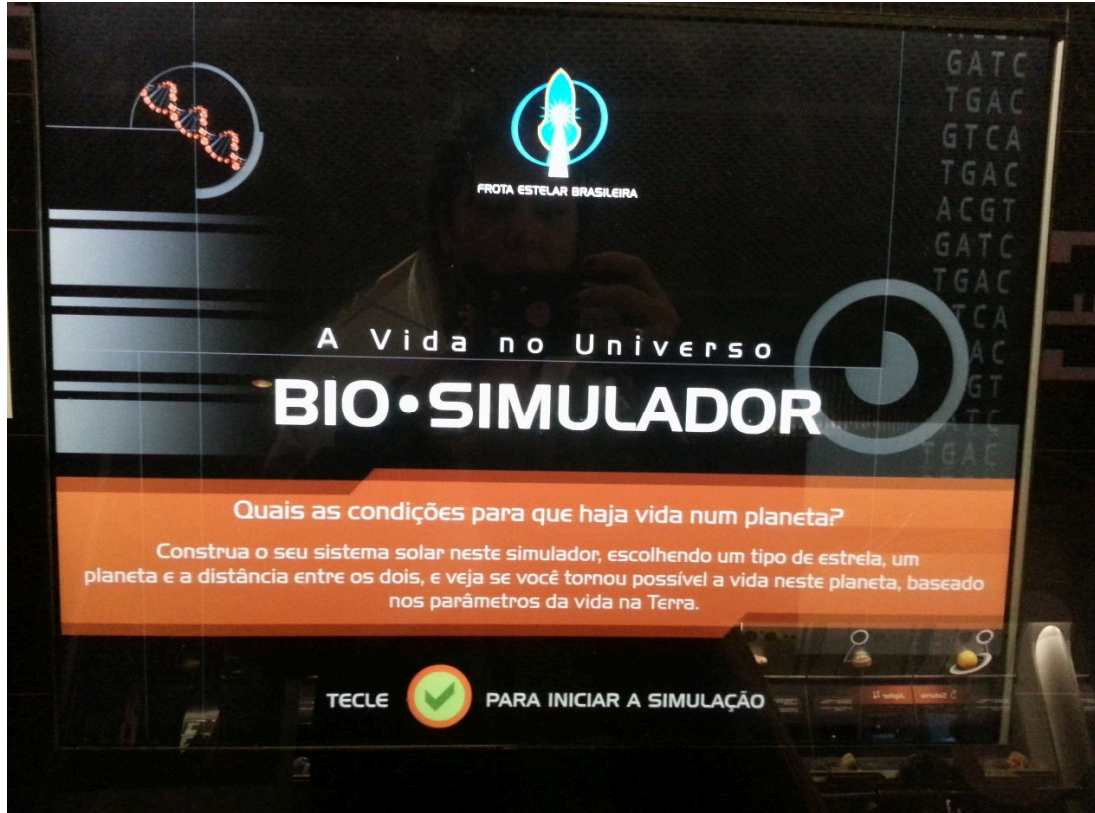 GATC
TGAC
GTCA
TGAC
ACGT
GATC
TGAC
FROTA ESTELAR BRASILEIRA
A Vida no Universo
BIO•SIMULADOR
TGAC
Quais as condições para que haja vida num planeta?
Construa o seu sistema solar neste simulador, escolhendo um tipo de estrela, um
planeta e a distância entre os dois, e veja se você tornou possível a vida neste planeta, baseado
nos parâmetros da vida na Terra.
TECLE PARA INICIAR A SIMULAÇÃO